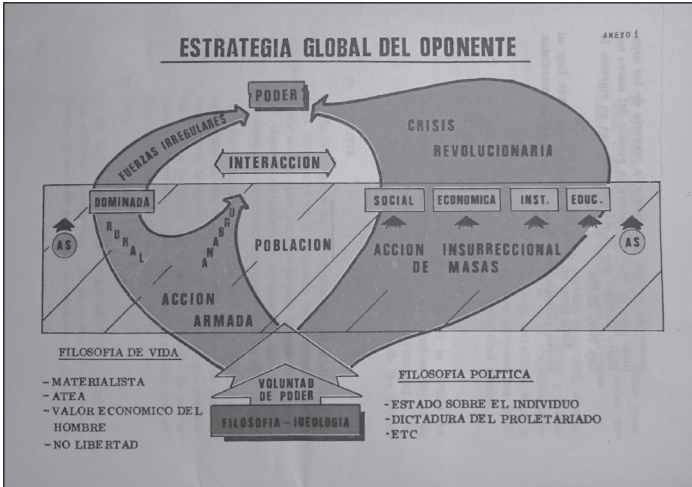 ANEXO 1
ESTRATEGIA GLOBAL DEL OPONENTE
PODER
FUERZAS IRREGULARES
CRISIS
REVOLUCIONARIA
INTERACCION
DOMINADA
SOCIAL
ECONOMICA
INST.
EDUC.
AS
RURAL
URBANA
POBLACION
ACCION INSURRECCIONAL
DE MASAS
AS
ACCION
ARMADA
FILOSOFIA DE VIDA
-MATERIALISTA
-ATEA
-VALOR ECONOMICO DEL
HOMBRE
-NO LIBERTAD
VOLUNTAD
DE PODER
FILOSOFIA - IDEOLOGIA
FILOSOFIA POLITICA
-ESTADO SOBRE EL INDIVIDUO
-DICTADURA DEL PROLETARIADO
-ETC